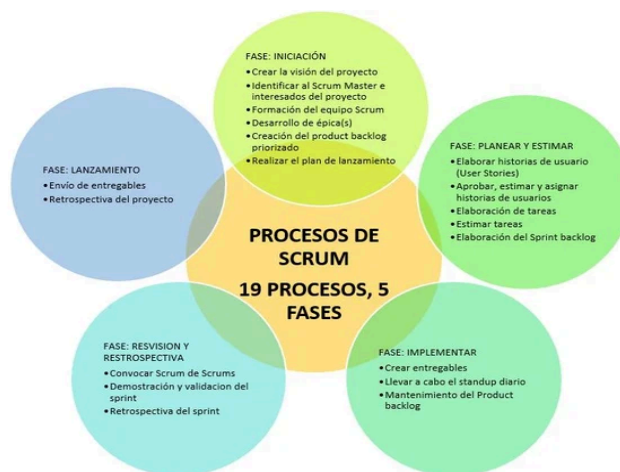 FASE: INICIACIÓN
• Crear la visión del proyecto
• Identificar al Scrum Master e
interesados del proyecto
• Formación del equipo Scrum
• Desarrollo de épica(s)
• Creación del product backlog
priorizado
• Realizar el plan de lanzamiento
FASE: PLANEAR Y ESTIMAR
• Elaborar historias de usuario
(User Stories)
• Aprobar, estimar y asignar
historias de usuarios
• Elaboración de tareas
• Estimar tareas
• Elaboración del Sprint backlog
FASE: IMPLEMENTAR
• Crear entregables
• Llevar a cabo el standup diario
• Mantenimiento del Product
backlog
FASE: RESVISION Y
RESTROSPECTIVA
• Convocar Scrum de Scrums
• Demostración y validacion del
sprint
• Retrospectiva del sprint
FASE: LANZAMIENTO
• Envío de entregables
• Retrospectiva del proyecto
PROCESOS DE
SCRUM
19 PROCESOS, 5
FASES